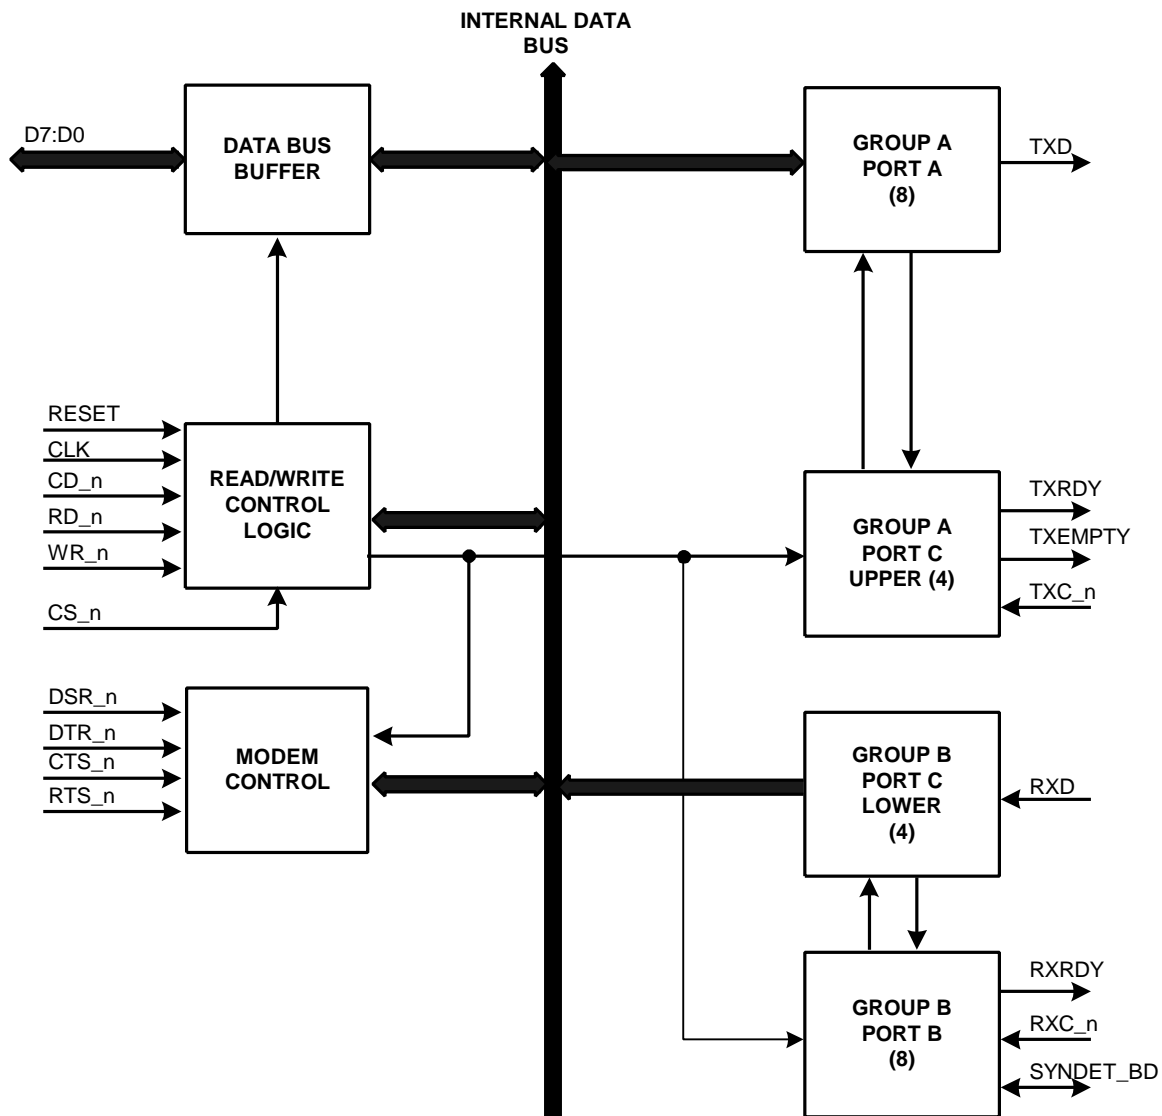 INTERNAL DATA
BUS
D7:D0
DATA BUS
BUFFER
GROUP A
PORT A
(8)
TXD
RESET
CLK
CD_n
RD_n
WR_n
CS_n
READ/WRITE
CONTROL
LOGIC
GROUP A
PORT C
UPPER (4)
TXRDY
TXEMPTY
TXC_n
DSR_n
DTR_n
CTS_n
RTS_n
MODEM
CONTROL
GROUP B
PORT C
LOWER
(4)
RXD
GROUP B
PORT B
(8)
RXRDY
RXC_n
SYNDET_BD